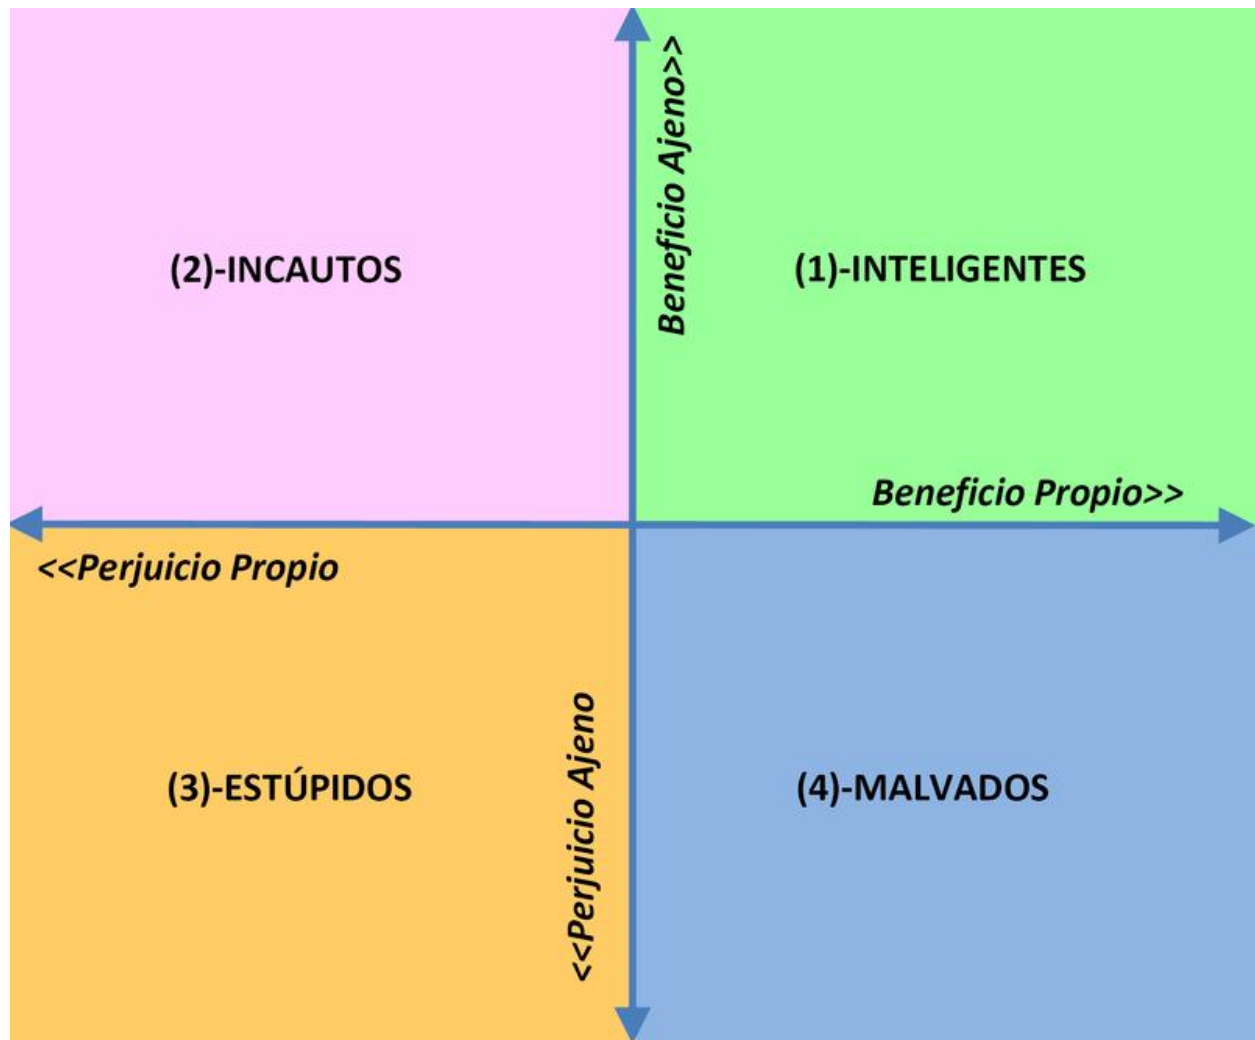 Beneficio Ajeno>>
(2)-INCAUTOS
(1)-INTELIGENTES
Beneficio Propio>>
<<Perjuicio Propio
<<Perjuicio Ajeno
(3)-ESTÚPIDOS
(4)-MALVADOS